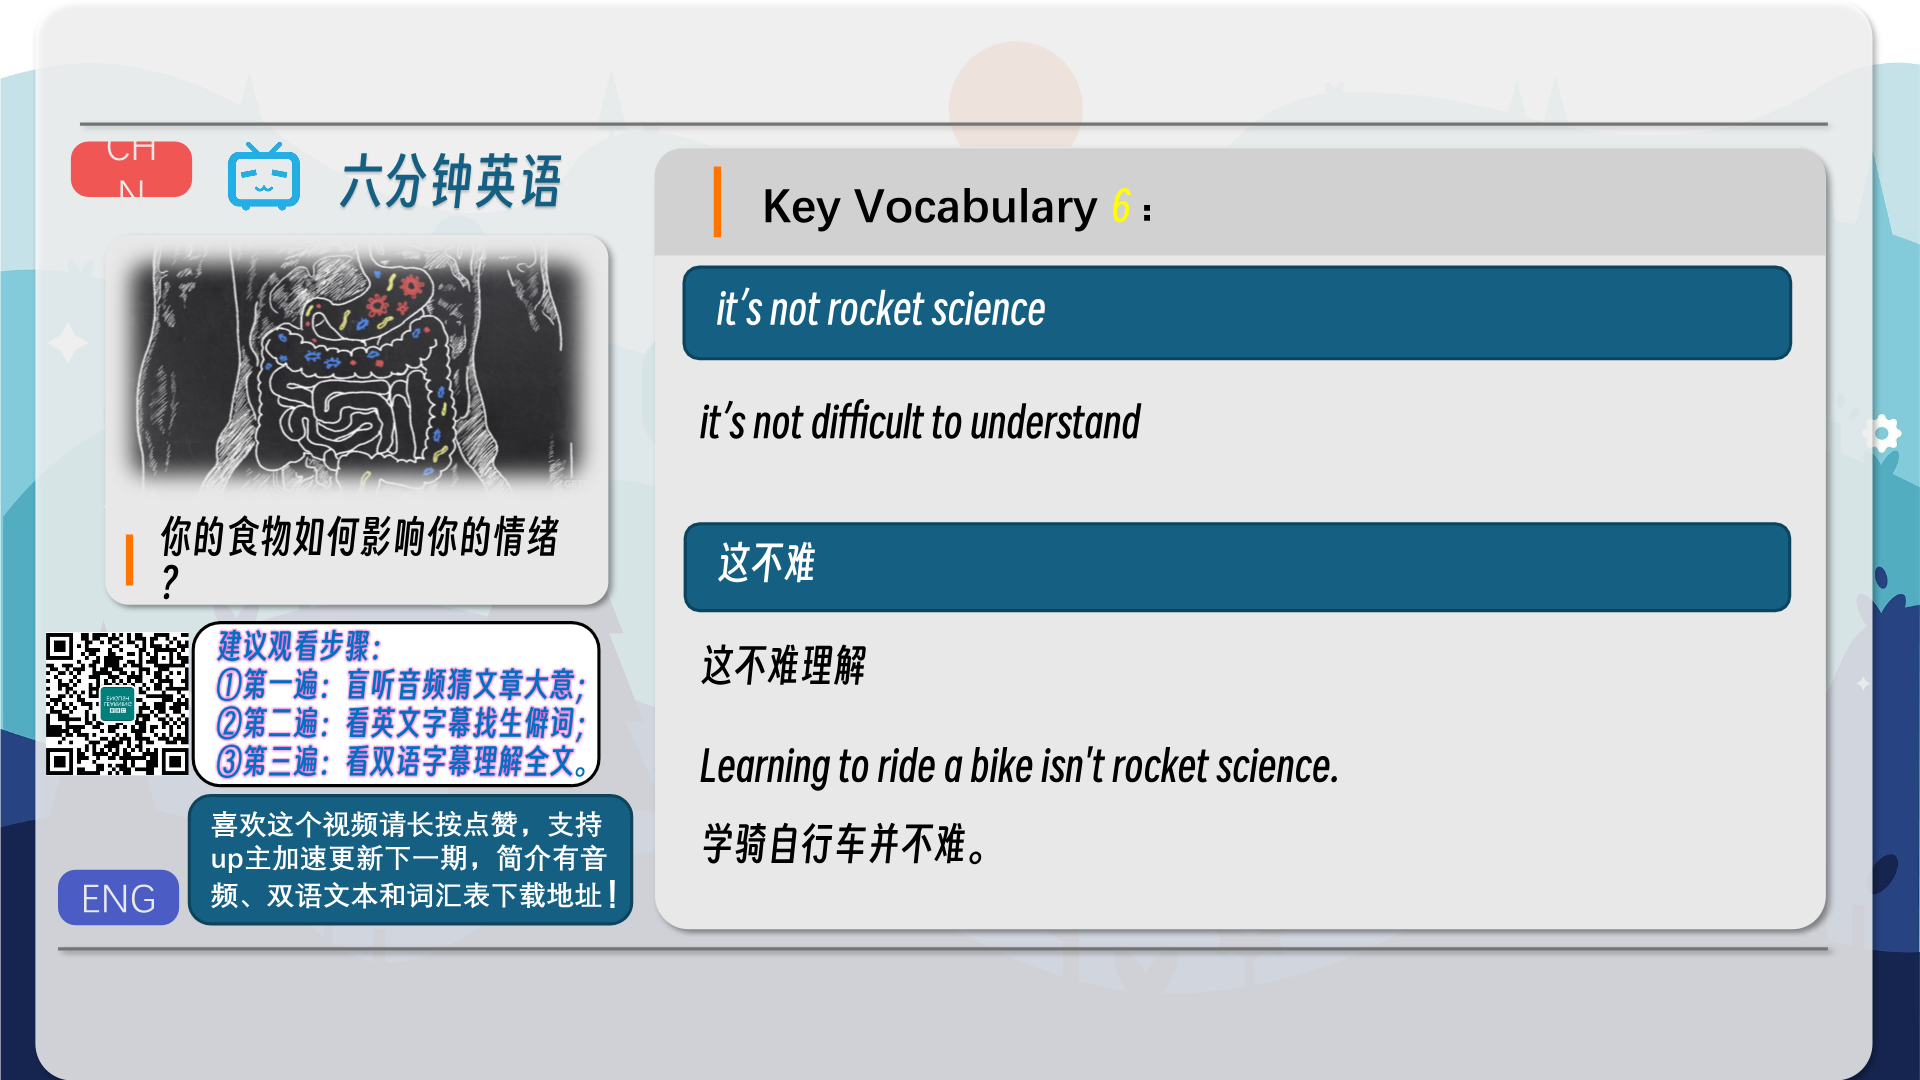 CH
N
六分钟英语
你的食物如何影响你的情绪
?
建议观看步骤：
①第一遍：盲听音频猜文章大意；
②第二遍：看英文字幕找生僻词；
③第三遍：看双语字幕理解全文。
喜欢这个视频请长按点赞，支持
up主加速更新下一期，简介有音
频、双语文本和词汇表下载地址！
ENG
Key Vocabulary 6：
it's not rocket science
it's not difficult to understand
这不难
这不难理解
Learning to ride a bike isn't rocket science.
学骑自行车并不难。